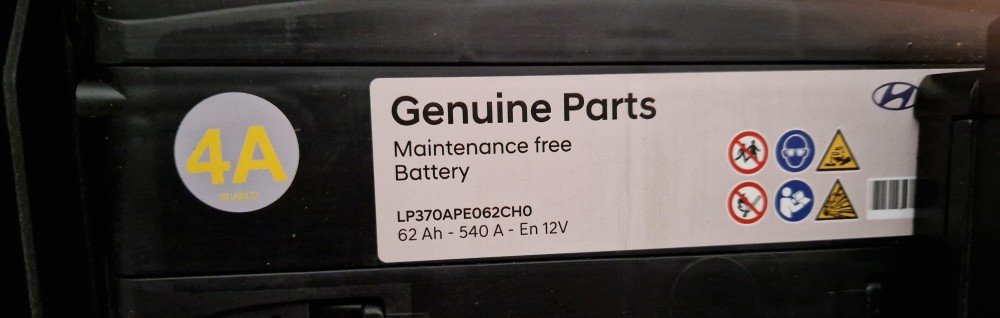 4A
Genuine Parts
Maintenance free
Battery
LP370APE062CH0
62 Ah - 540 A - En 12V